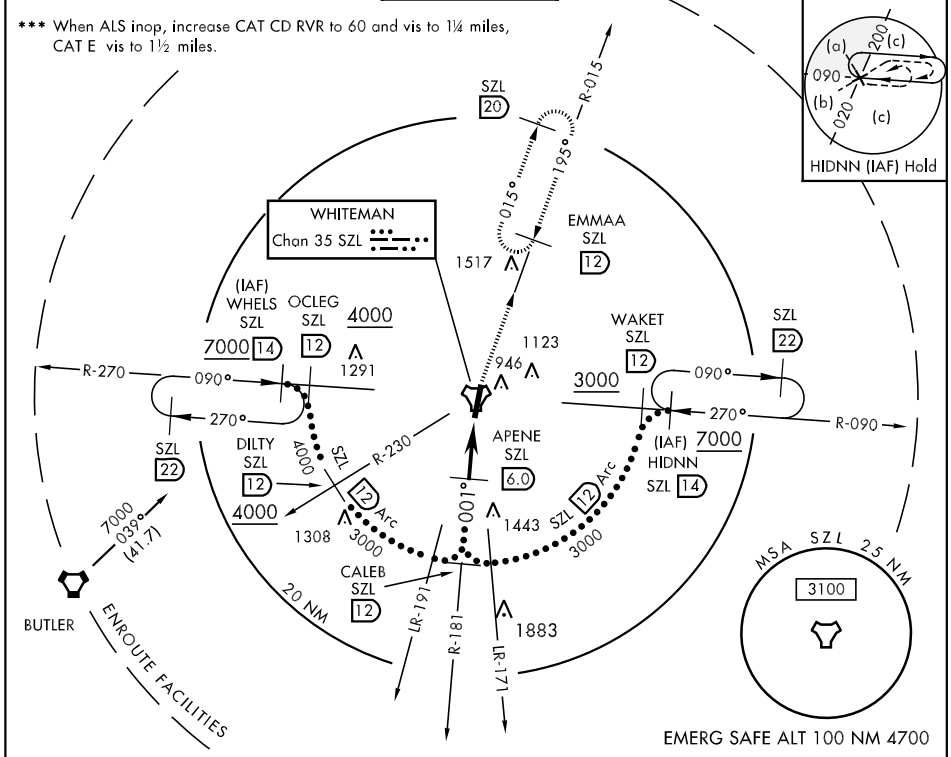 *** When ALS inop, increase CAT CD RVR to 60 and vis to 1¼ miles,
CAT E vis to 1½ miles.
(a)
200
(c)
090
(b)
020
(c)
HIDNN (IAF) Hold
SZL
20
R-015
015°
195°
WHITEMAN
Chan 35 SZL
EMMAA
SZL
12
1517
(IAF)
WHELS
SZL
7000 14
OCLEG
SZL
12
4000
1291
1123
946
WAKET
SZL
12
3000
SZL
22
R-270
090°
270°
090°
270°
R-090
SZL
22
(IAF)
HIDNN
SZL 14
7000
4000
SZL
12 Arc
3000
R-230
DILTY
SZL
12
4000
APENE
SZL
6.0
001°
1443
SZL 12 Arc
3000
1308
7000
039°
(41.7)
BUTLER
CALEB
SZL
12
20 NM
LR-191
R-181
LR-171
1883
ENROUTE FACILITIES
MSA SZL 25 NM
3100
EMERG SAFE ALT 100 NM 4700